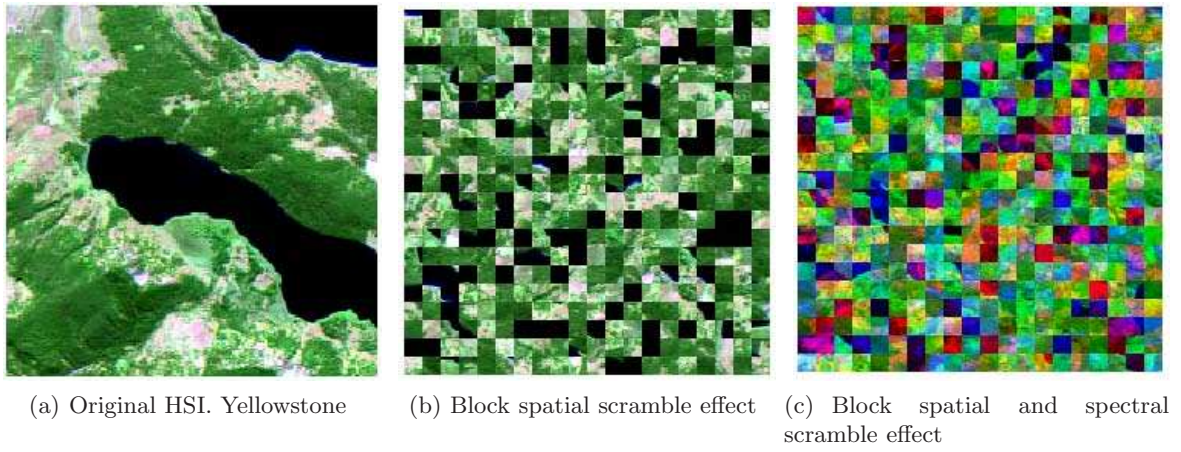 (a) Original HSI. Yellowstone
(b) Block spatial scramble effect
(c) Block spatial and spectral
scramble effect